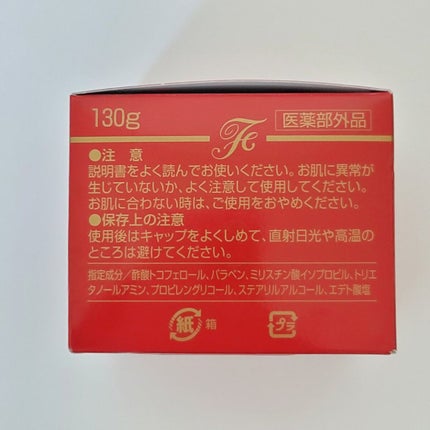 130g
Fc
医薬部外品
●注 意
説明書をよく読んでお使いください。お肌に異常が
生じていないか、よく注意して使用してください。
お肌に合わない時は、ご使用をおやめください。
●保存上の注意
使用後はキャップをよくしめて、直射日光や高温の
ところは避けてください。
指定成分/酢酸トコフェロール、パラベン、ミリスチン酸イソプロピル、トリエ
タノールアミン、プロピレングリコール、ステアリルアルコール、エデト酸塩
紙 箱
プラ